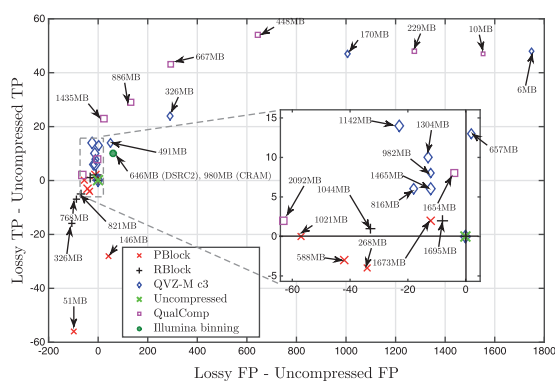 60
40
20
0
-20
-40
-60
Lossy TP - Uncompressed TP
448MB
170MB
229MB
10MB
6MB
667MB
886MB
326MB
1435MB
491MB
646MB (DSRC2), 980MB (CRAM)
768MB
821MB
326MB
146MB
51MB
15
10
5
0
-5
1142MB
1304MB
657MB
982MB
2092MB
1465MB
1044MB
816MB
1654MB
1021MB
268MB
588MB
1673MB
1695MB
-60
-40
-20
0
PBlock
RBlock
QVZ-M c3
Uncompressed
QualComp
Illumina binning
-200 0 200 400 600 800 1000 1200 1400 1600 1800
Lossy FP - Uncompressed FP